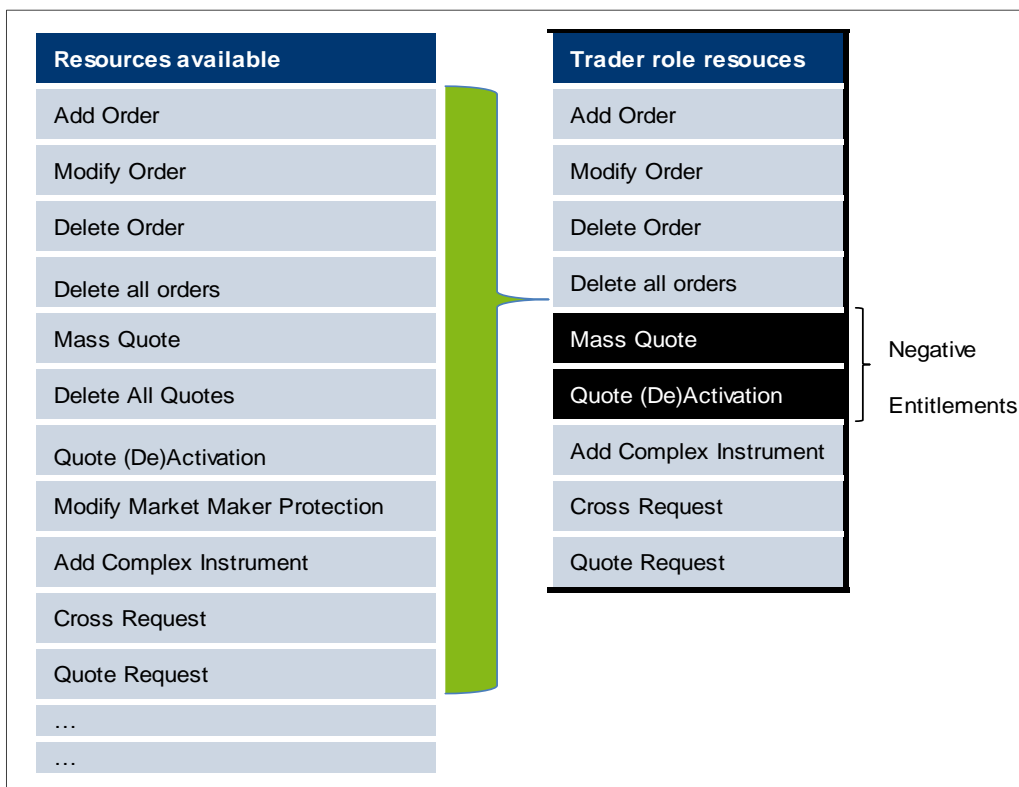 Resources available
Add Order
Modify Order
Delete Order
Delete all orders
Mass Quote
Delete All Quotes
Quote (De)Activation
Modify Market Maker Protection
Add Complex Instrument
Cross Request
Quote Request
…
…
Trader role resouces
Add Order
Modify Order
Delete Order
Delete all orders
Mass Quote
Quote (De)Activation
Add Complex Instrument
Cross Request
Quote Request
Negative
Entitlements